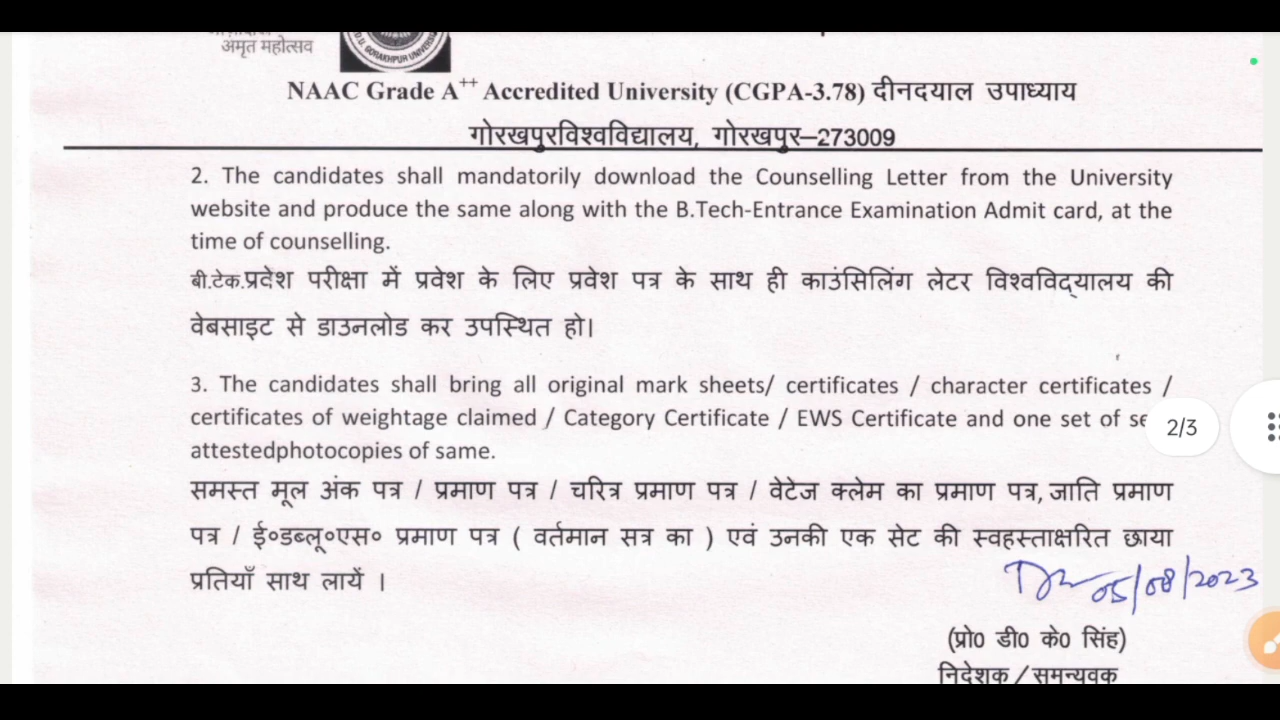 अमृत महोत्सव
D.D. GORAKHPUR UNIVERSITY
NAAC Grade A++ Accredited University (CGPA-3.78) दीनदयाल उपाध्याय
गोरखपुरविश्वविद्यालय, गोरखपुर–273009
2. The candidates shall mandatorily download the Counselling Letter from the University
website and produce the same along with the B.Tech-Entrance Examination Admit card, at the
time of counselling.
बी.टेक.प्रवेश परीक्षा में प्रवेश के लिए प्रवेश पत्र के साथ ही काउंसिलिंग लेटर विश्वविद्यालय की
वेबसाइट से डाउनलोड कर उपस्थित हो।
3. The candidates shall bring all original mark sheets/ certificates / character certificates /
certificates of weightage claimed / Category Certificate / EWS Certificate and one set of
2/3
attestedphotocopies of same.
समस्त मूल अंक पत्र / प्रमाण पत्र / चरित्र प्रमाण पत्र / वेटेज क्लेम का प्रमाण पत्र, जाति प्रमाण
पत्र / ई०डब्लू०एस० प्रमाण पत्र ( वर्तमान सत्र का ) एवं उनकी एक सेट की स्वहस्ताक्षरित छाया
प्रतियाँ साथ लायें ।
05/08/2023
(प्रो0 डी0 के0 सिंह)
निदेशक / समन्यवक